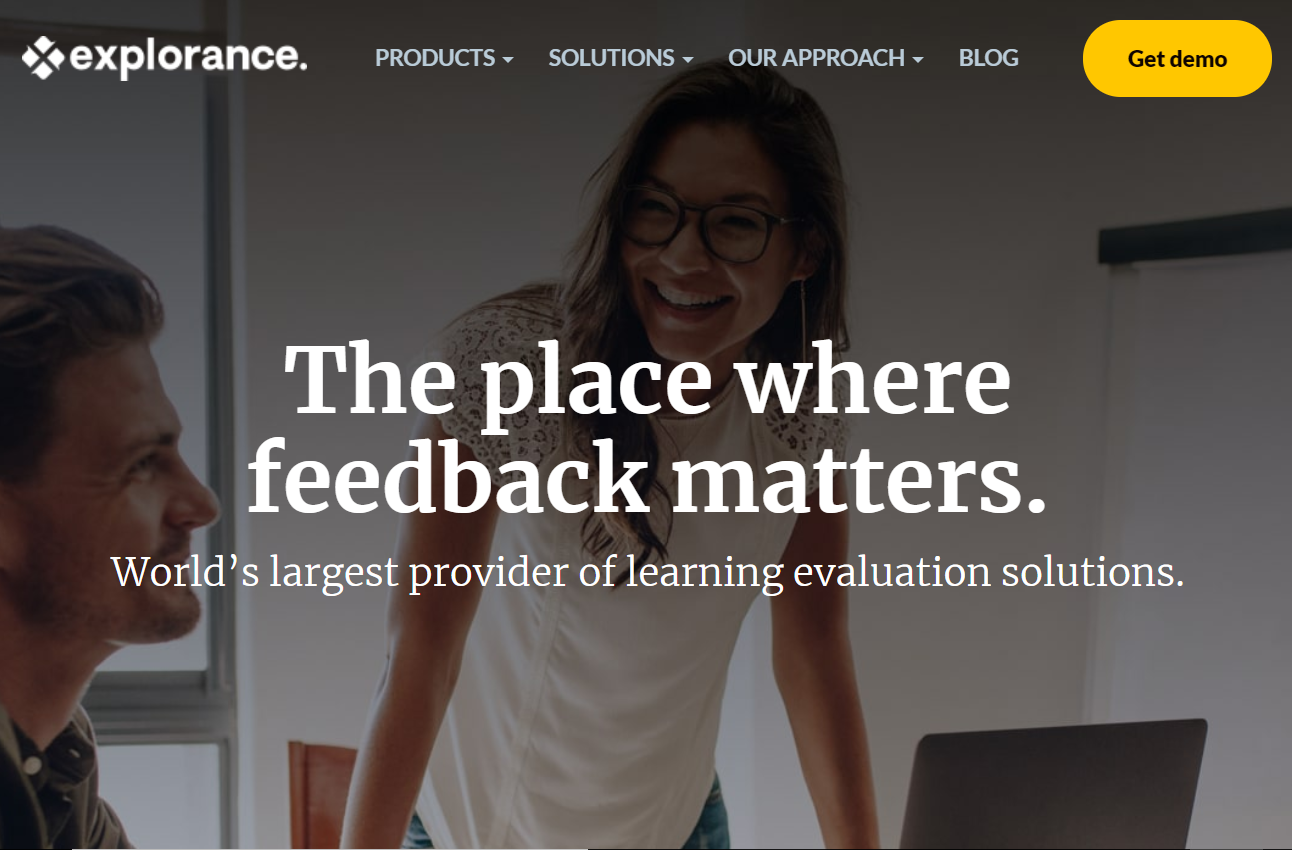 explorance.
PRODUCTS
SOLUTIONS
OUR APPROACH
BLOG
Get demo
The place where
feedback matters.
World’s largest provider of learning evaluation solutions.